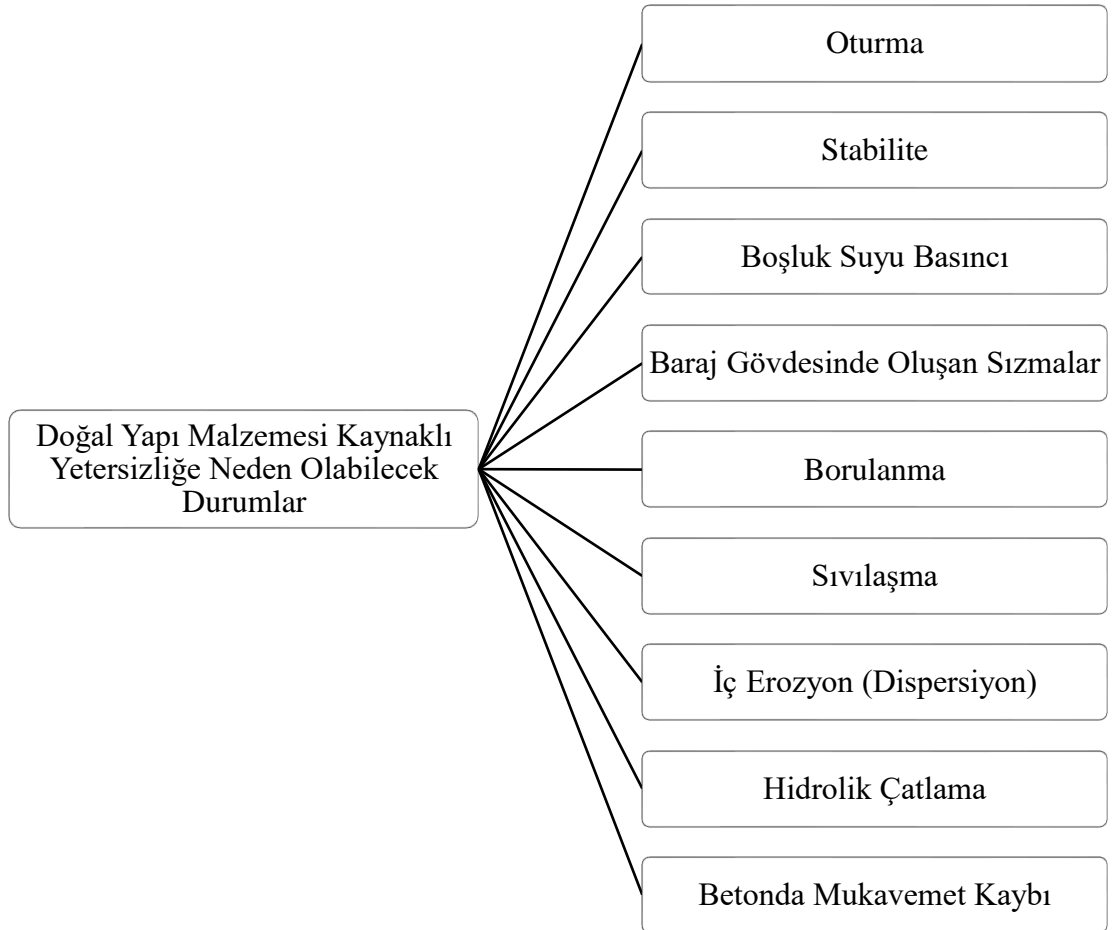 Doğal Yapı Malzemesi Kaynaklı
Yetersizliğe Neden Olabilecek
Durumlar
Oturma
Stabilite
Boşluk Suyu Basıncı
Baraj Gövdesinde Oluşan Sızmalar
Borulanma
Sıvılaşma
İç Erozyon (Dispersiyon)
Hidrolik Çatlama
Betonda Mukavemet Kaybı